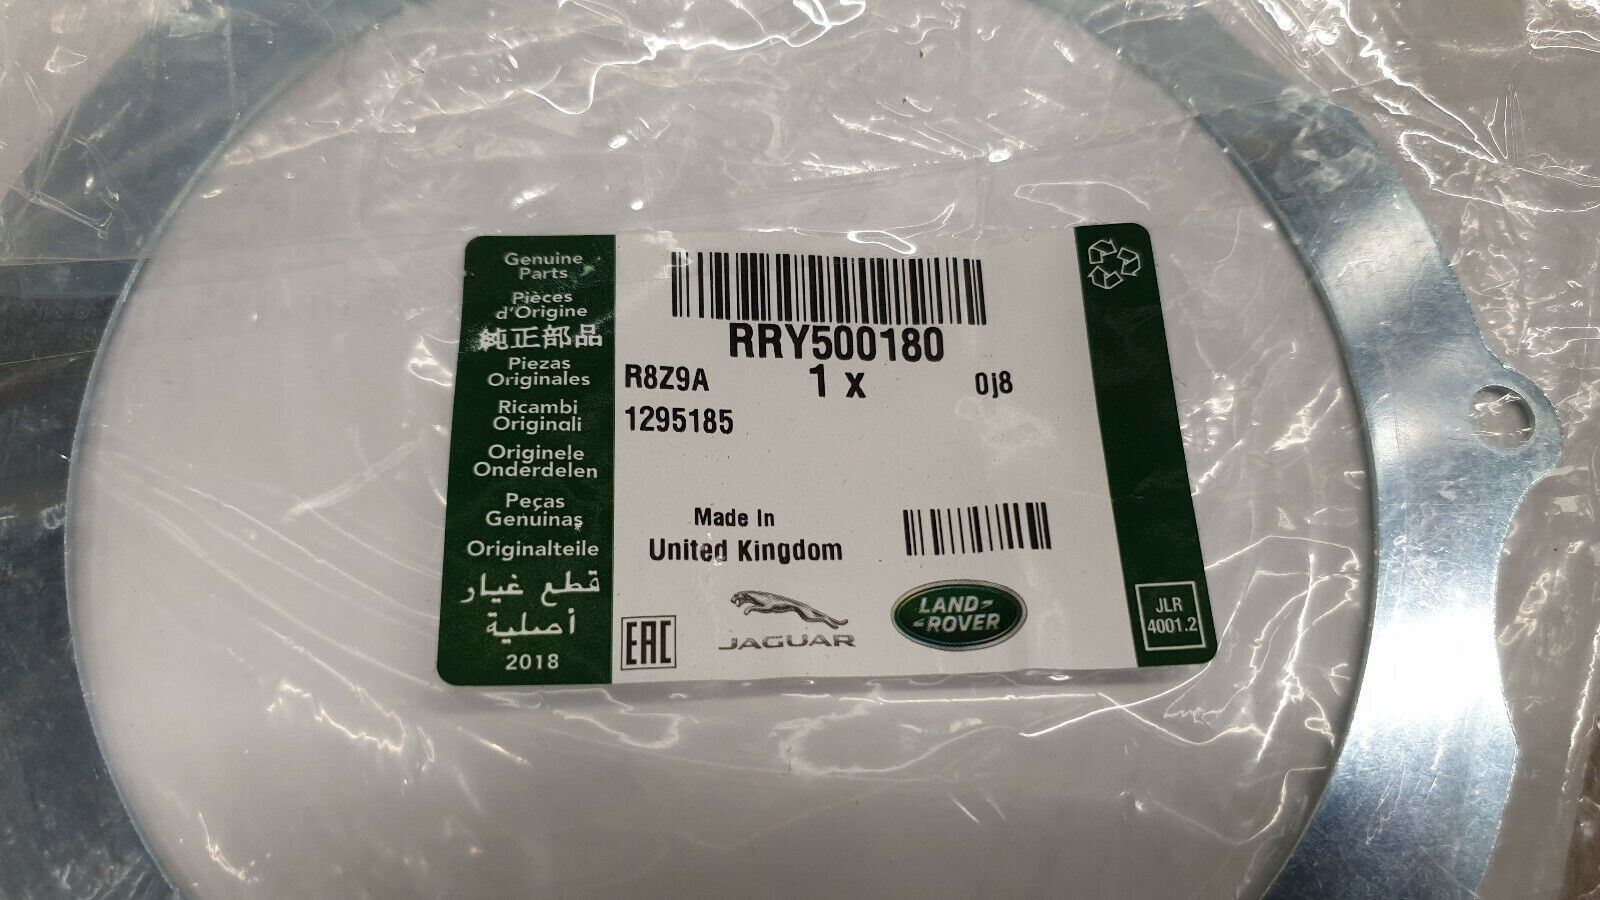 Genuine
Parts
Pièces
d'Origine
純正部品
Piezas
Originales
Ricambi
Originali
Originele
Onderdelen
Peças
Genuinas
Originalteile
قطع غيار
أصلية
2018
RRY500180
R8Z9A
1 x
0j8
1295185
Made In
United Kingdom
EAC
JAGUAR
LAND-
-ROVER
JLR
4001.2